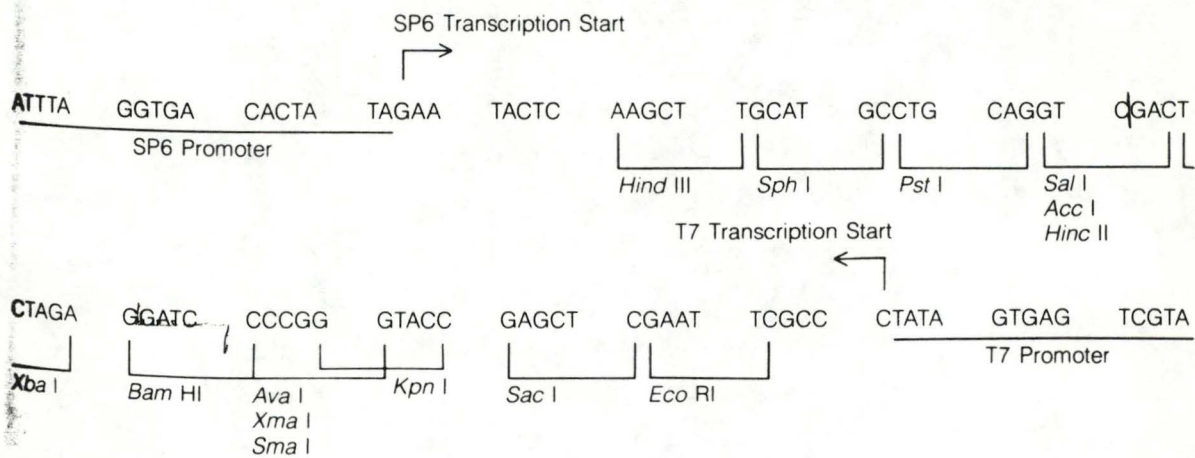 SP6 Transcription Start
ATTTA GGTGA CACTA TAGAA TACTC AAGCT TGCAT GCCTG CAGGT CGACT
SP6 Promoter
Hind III Sph I Pst I Sal I
Acc I
Hinc II
T7 Transcription Start
CTAGA GGATC CCCGG GTACC GAGCT CGAAT TCGCC CTATA GTGAG TCGTA
T7 Promoter
Xba I Bam HI Ava I Kpn I Sac I Eco RI
Xma I
Sma I